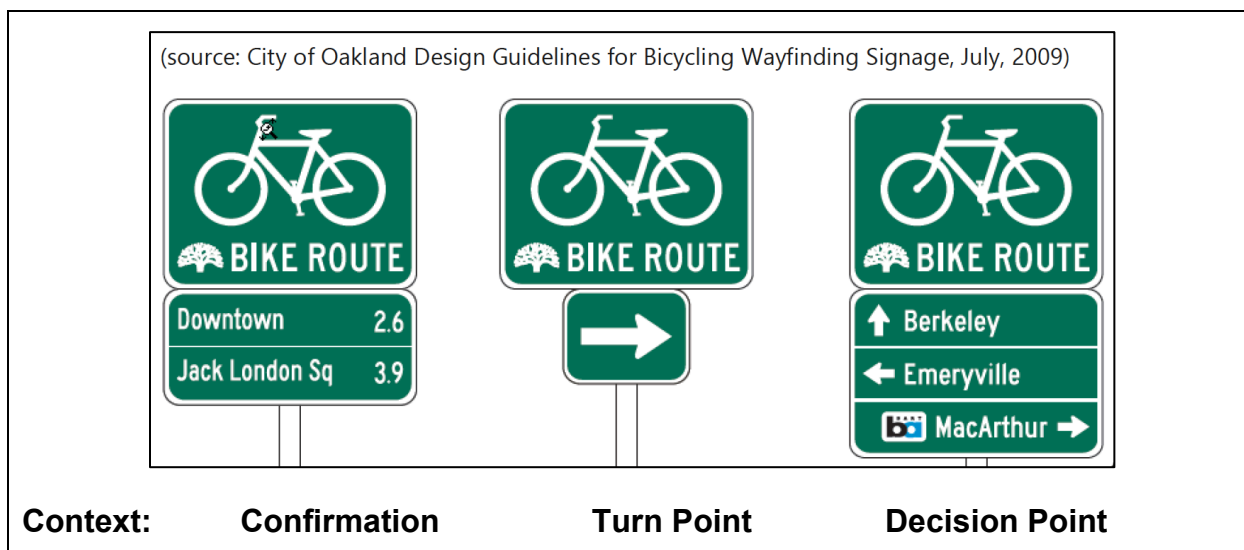 (source: City of Oakland Design Guidelines for Bicycling Wayfinding Signage, July, 2009)
BIKE ROUTE
Downtown 2.6
Jack London Sq 3.9
BIKE ROUTE
BIKE ROUTE
Berkeley
Emeryville
ba MacArthur
Context: Confirmation Turn Point Decision Point